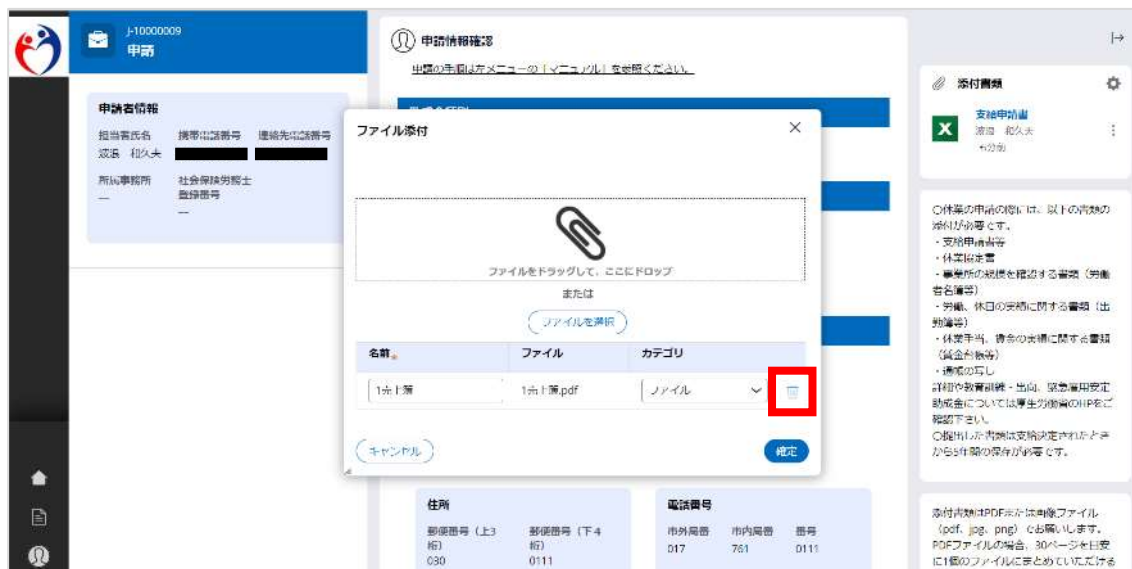 J-10000009
申請
申請者情報
担当者氏名
携帯電話番号
連絡先電話番号
波浪 和久夫
所属事務所
社会保険労務士
登録番号
—
—
申請情報確認
申請の手順は左メニューの「マニュアル」を参照ください。
ファイル添付
ファイルをドラッグして、ここにドロップ
または
ファイルを選択
名前*
ファイル
カテゴリ
1売上簿
1売上簿.pdf
ファイル
キャンセル
確定
住所
郵便番号（上3
桁）
030
郵便番号（下4
桁）
0111
電話番号
市外局番
市内局番
番号
017
761
0111
添付書類
支給申請書
波浪 和久夫
分前
○休業の申請の際には、以下の書類の
添付が必要です。
・支給申請書等
・休業協定書
・事業所の規模を確認する書類（労働
者名簿等）
・労働、休日の実績に関する書類（出
勤簿等）
・休業手当、賃金の実績に関する書類
（賃金台帳等）
・通帳の写し
詳細や教育訓練・出向、緊急雇用安定
助成金については厚生労働省のHPをご
確認下さい。
○提出した書類は支給決定されたとき
から5年間の保存が必要です。
添付書類はPDFまたは画像ファイル
（pdf、jpg、png）でお願いします。
PDFファイルの場合、30ページを目安
に1個のファイルにまとめていただける